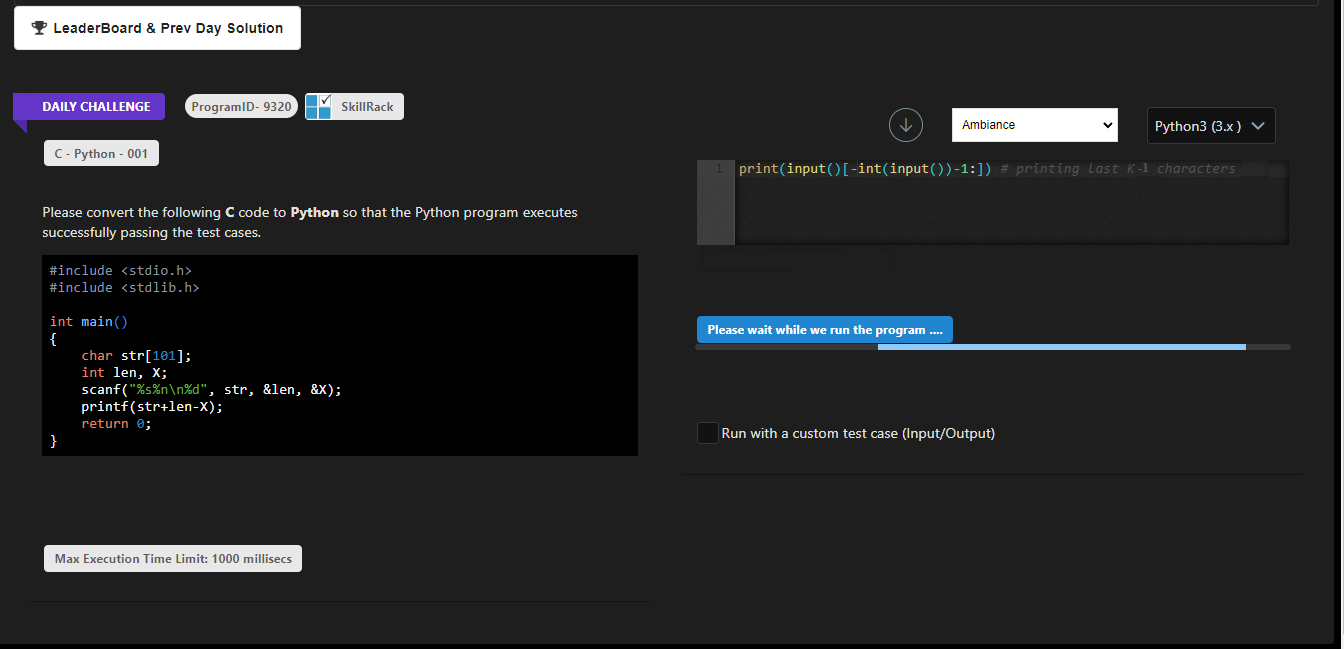 LeaderBoard & Prev Day Solution
DAILY CHALLENGE
ProgramID- 9320
SkillRack
C - Python - 001
Please convert the following C code to Python so that the Python program executes
successfully passing the test cases.
#include <stdio.h>
#include <stdlib.h>
int main()
{
char str[101];
int len, X;
scanf("%s%n\n%d", str, &len, &X);
printf(str+len-X);
return 0;
}
Max Execution Time Limit: 1000 millisecs
Ambiance
Python3 (3.x )
1 print(input()[-int(input())-1:]) # printing last K-1 characters
Please wait while we run the program ....
Run with a custom test case (Input/Output)